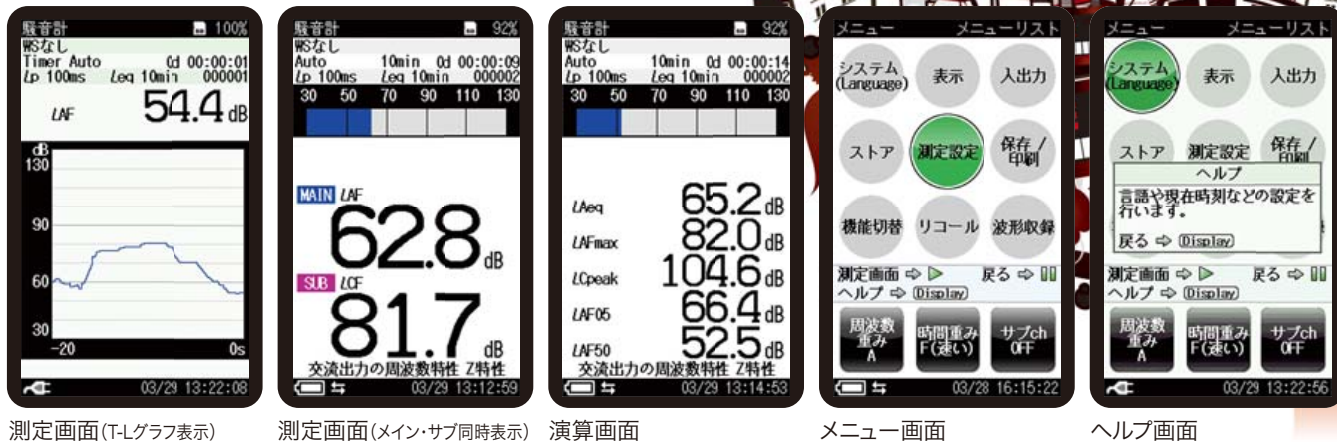 騒音計 100%
WSなし
Timer Auto 0d 00:00:01
Lp 100ms Leq 10min 000001
LAF 54.4 dB
dB
130
90
60
30
-20 0s
03/29 13:22:08
測定画面(T-Lグラフ表示)
騒音計 92%
WSなし
Auto 10min 0d 00:00:09
Lp 100ms Leq 10min 000002
30 50 70 90 110 130
MAIN LAF
62.8 dB
SUB LCF
81.7 dB
交流出力の周波数特性 Z特性
03/29 13:12:59
測定画面(メイン・サブ同時表示)
騒音計 92%
WSなし
Auto 10min 0d 00:00:14
Lp 100ms Leq 10min 000002
30 50 70 90 110 130
LAeq 65.2 dB
LAFmax 82.0 dB
LCpeak 104.6 dB
LAF05 66.4 dB
LAF50 52.5 dB
交流出力の周波数特性 Z特性
03/29 13:14:53
演算画面
メニュー メニューリスト
システム
(Language)
表示
入出力
ストア
測定設定
保存/
印刷
機能切替
リコール
波形収録
測定画面 ⇨ ▷ 戻る ⇨
ヘルプ ⇨ Display
周波数
重み
A
時間重み
F(速い)
サブch
OFF
03/28 16:15:22
メニュー画面
メニュー メニューリスト
システム
(Language)
表示
入出力
ストア
測定設定
保存/
印刷
ヘルプ
言語や現在時刻などの設定を
行います。
戻る ⇨ Display
測定画面 ⇨ ▷ 戻る ⇨
ヘルプ ⇨ Display
周波数
重み
A
時間重み
F(速い)
サブch
OFF
03/29 13:22:56
ヘルプ画面